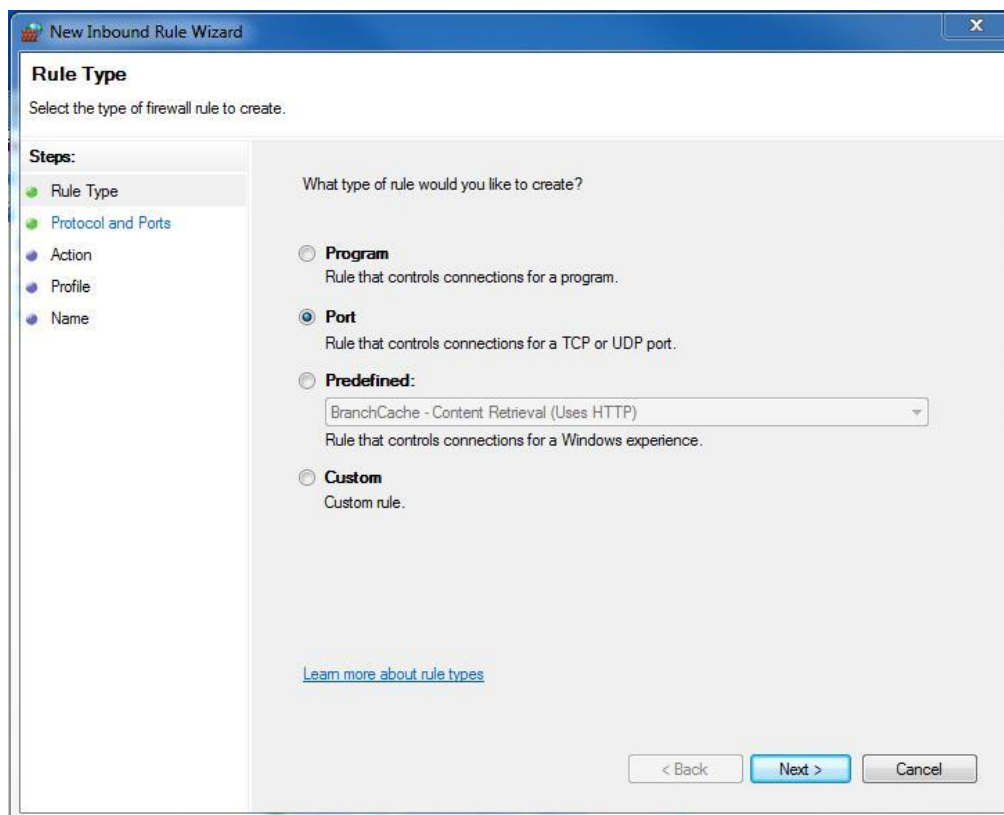 New Inbound Rule Wizard
Rule Type
Select the type of firewall rule to create.
Steps:
Rule Type
Protocol and Ports
Action
Profile
Name
What type of rule would you like to create?
Program
Rule that controls connections for a program.
Port
Rule that controls connections for a TCP or UDP port.
Predefined:
BranchCache - Content Retrieval (Uses HTTP)
Rule that controls connections for a Windows experience.
Custom
Custom rule.
Learn more about rule types
< Back
Next >
Cancel